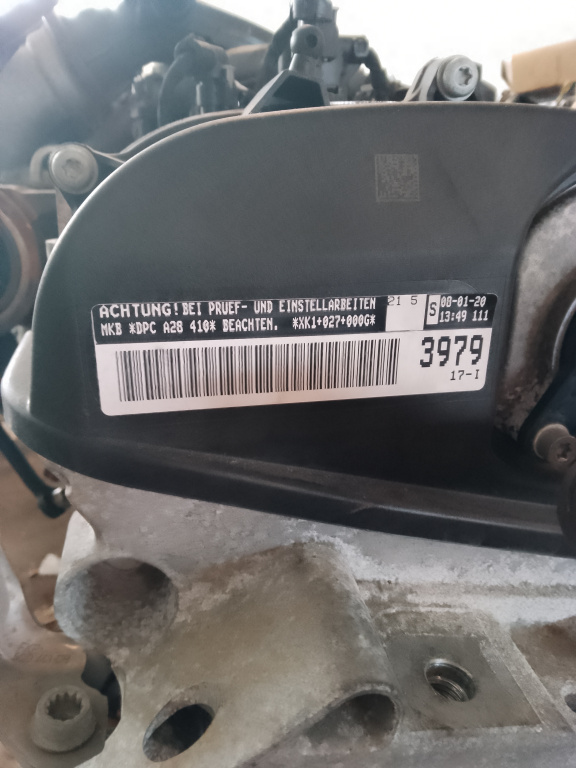 ACHTUNG! BEI PRUEF- UND EINSTELLARBEITEN
MKB *DPC A28 410* BEACHTEN. *XK1+027+000G*
21 5
S
08-01-20
13:49 111
3979
17-I